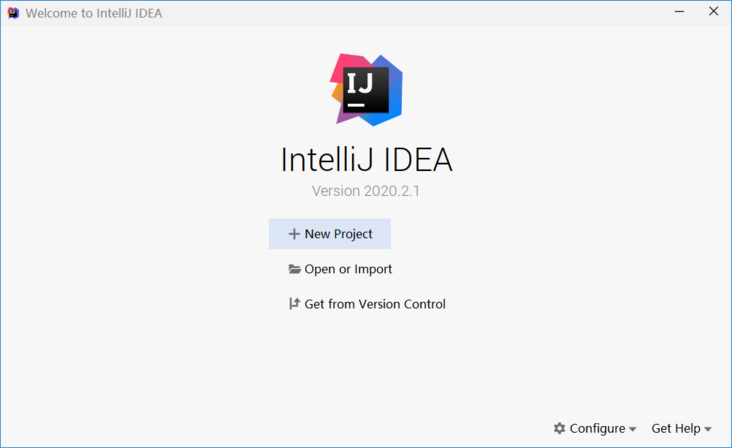 Welcome to IntelliJ IDEA
IJ
IntelliJ IDEA
Version 2020.2.1
New Project
Open or Import
Get from Version Control
Configure
Get Help